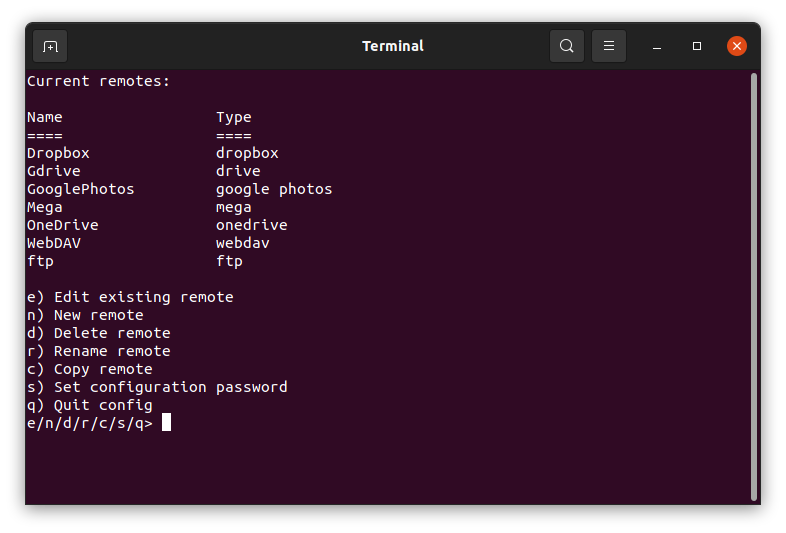 Terminal
Current remotes:
Name                 Type
====                 ====
Dropbox              dropbox
Gdrive               drive
GooglePhotos         google photos
Mega                 mega
OneDrive             onedrive
WebDAV               webdav
ftp                  ftp
e) Edit existing remote
n) New remote
d) Delete remote
r) Rename remote
c) Copy remote
s) Set configuration password
q) Quit config
e/n/d/r/c/s/q>